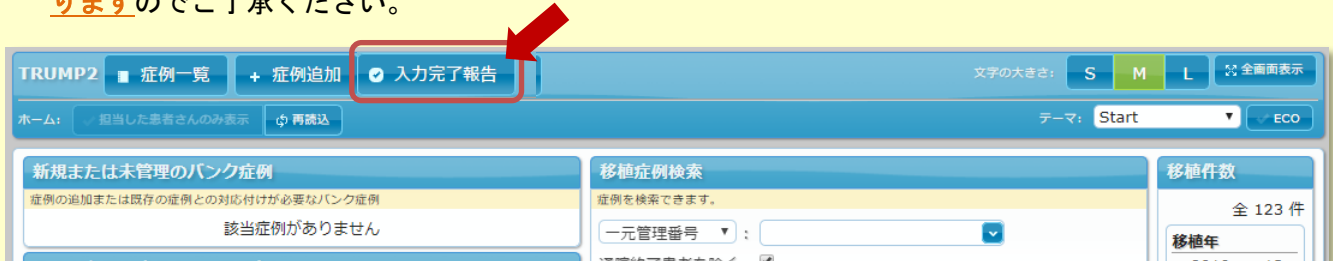 りますのでご了承ください。
TRUMP2 症例一覧 + 症例追加 入力完了報告 文字の大きさ: S M L 全画面表示
ホーム: 担当した患者さんのみ表示 再読込 テーマ: Start ECO
新規または未管理のバンク症例 移植症例検索 移植件数
症例の追加または既存の症例との対応付けが必要なバンク症例 症例を検索できます。
全 123 件
該当症例がありません 一元管理番号 :
移植年